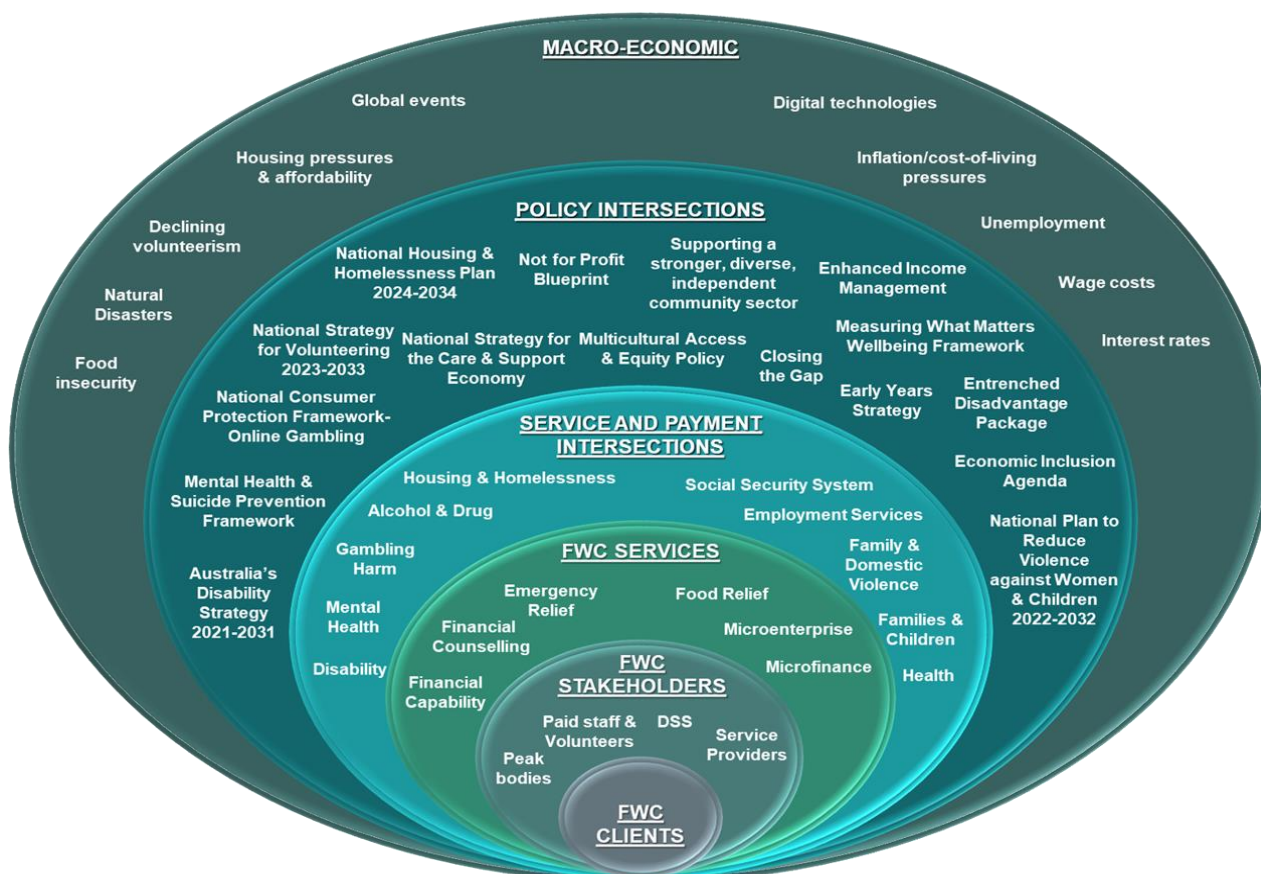 MACRO-ECONOMIC
Global events
Digital technologies
Housing pressures
& affordability
Inflation/cost-of-living
pressures
Declining
volunteerism
Unemployment
Natural
Disasters
Wage costs
Food
insecurity
Interest rates
POLICY INTERSECTIONS
National Housing &
Homelessness Plan
2024-2034
Not for Profit
Blueprint
Supporting a
stronger, diverse,
independent
community sector
Enhanced Income
Management
National Strategy
for Volunteering
2023-2033
National Strategy for
the Care & Support
Economy
Multicultural Access
& Equity Policy
Closing
the Gap
Measuring What Matters
Wellbeing Framework
National Consumer
Protection Framework-
Online Gambling
Early Years
Strategy
Entrenched
Disadvantage
Package
Mental Health &
Suicide Prevention
Framework
Economic Inclusion
Agenda
Australia's
Disability
Strategy
2021-2031
National Plan to
Reduce
Violence
against Women
& Children
2022-2032
SERVICE AND PAYMENT
INTERSECTIONS
Housing & Homelessness
Social Security System
Alcohol & Drug
Employment Services
Gambling
Harm
Family &
Domestic
Violence
Mental
Health
Families &
Children
Disability
Health
FWC SERVICES
Emergency
Relief
Food Relief
Financial
Counselling
Microenterprise
Financial
Capability
Microfinance
FWC
STAKEHOLDERS
Paid staff &
Volunteers
DSS
Service
Providers
Peak
bodies
FWC
CLIENTS